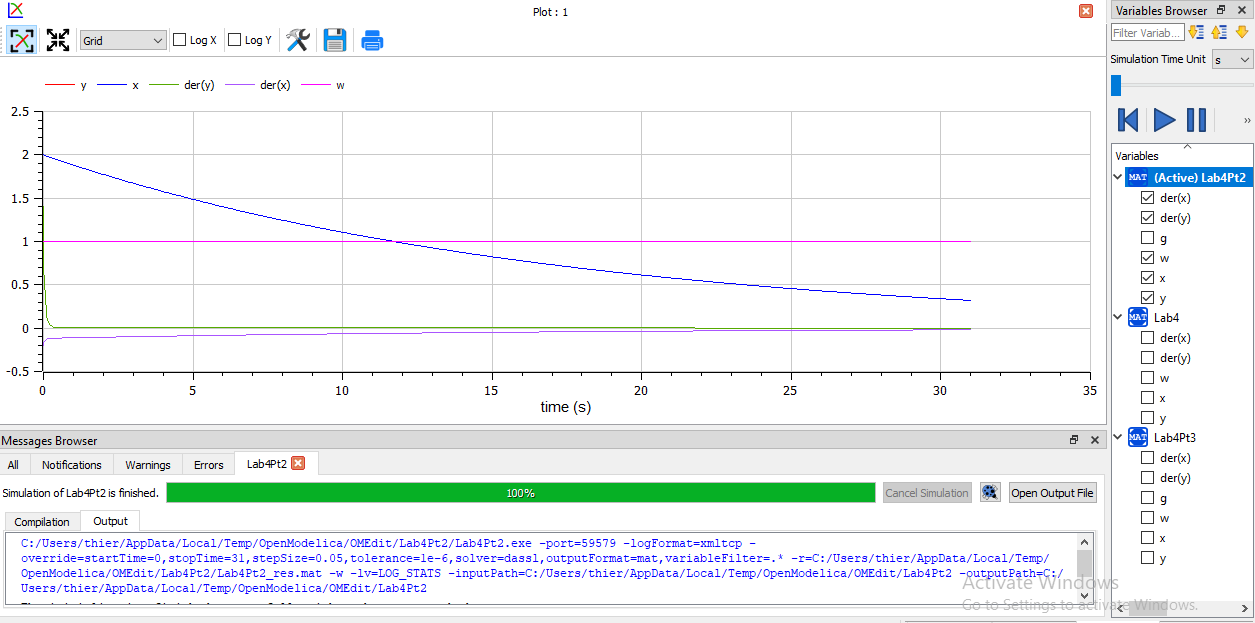 Plot : 1
Grid
Log X
Log Y
y x der(y) der(x) w
2.5
2
1.5
1
0.5
0
-0.5
0 5 10 15 20 25 30 35
time (s)
Messages Browser
All Notifications Warnings Errors Lab4Pt2
Simulation of Lab4Pt2 is finished.
100%
Cancel Simulation
Open Output File
Compilation Output
C:/Users/thier/AppData/Local/Temp/OpenModelica/OMEdit/Lab4Pt2/Lab4Pt2.exe -port=59579 -logFormat=xmltcp -
override=startTime=0,stopTime=31,stepSize=0.05,tolerance=1e-6,solver=dassl,outputFormat=mat,variableFilter=.* -r=C:/Users/thier/AppData/Local/Temp/
OpenModelica/OMEdit/Lab4Pt2/Lab4Pt2_res.mat -w -lv=LOG_STATS -inputPath=C:/Users/thier/AppData/Local/Temp/OpenModelica/OMEdit/Lab4Pt2 -outputPath=C:/
Users/thier/AppData/Local/Temp/OpenModelica/OMEdit/Lab4Pt2
Variables Browser
Filter Variab...
Simulation Time Unit
s
Variables
MAT (Active) Lab4Pt2
der(x)
der(y)
g
w
x
y
MAT Lab4
der(x)
der(y)
w
x
y
MAT Lab4Pt3
der(x)
der(y)
g
w
x
y
Activate Windows
Go to Settings to activate Windows.